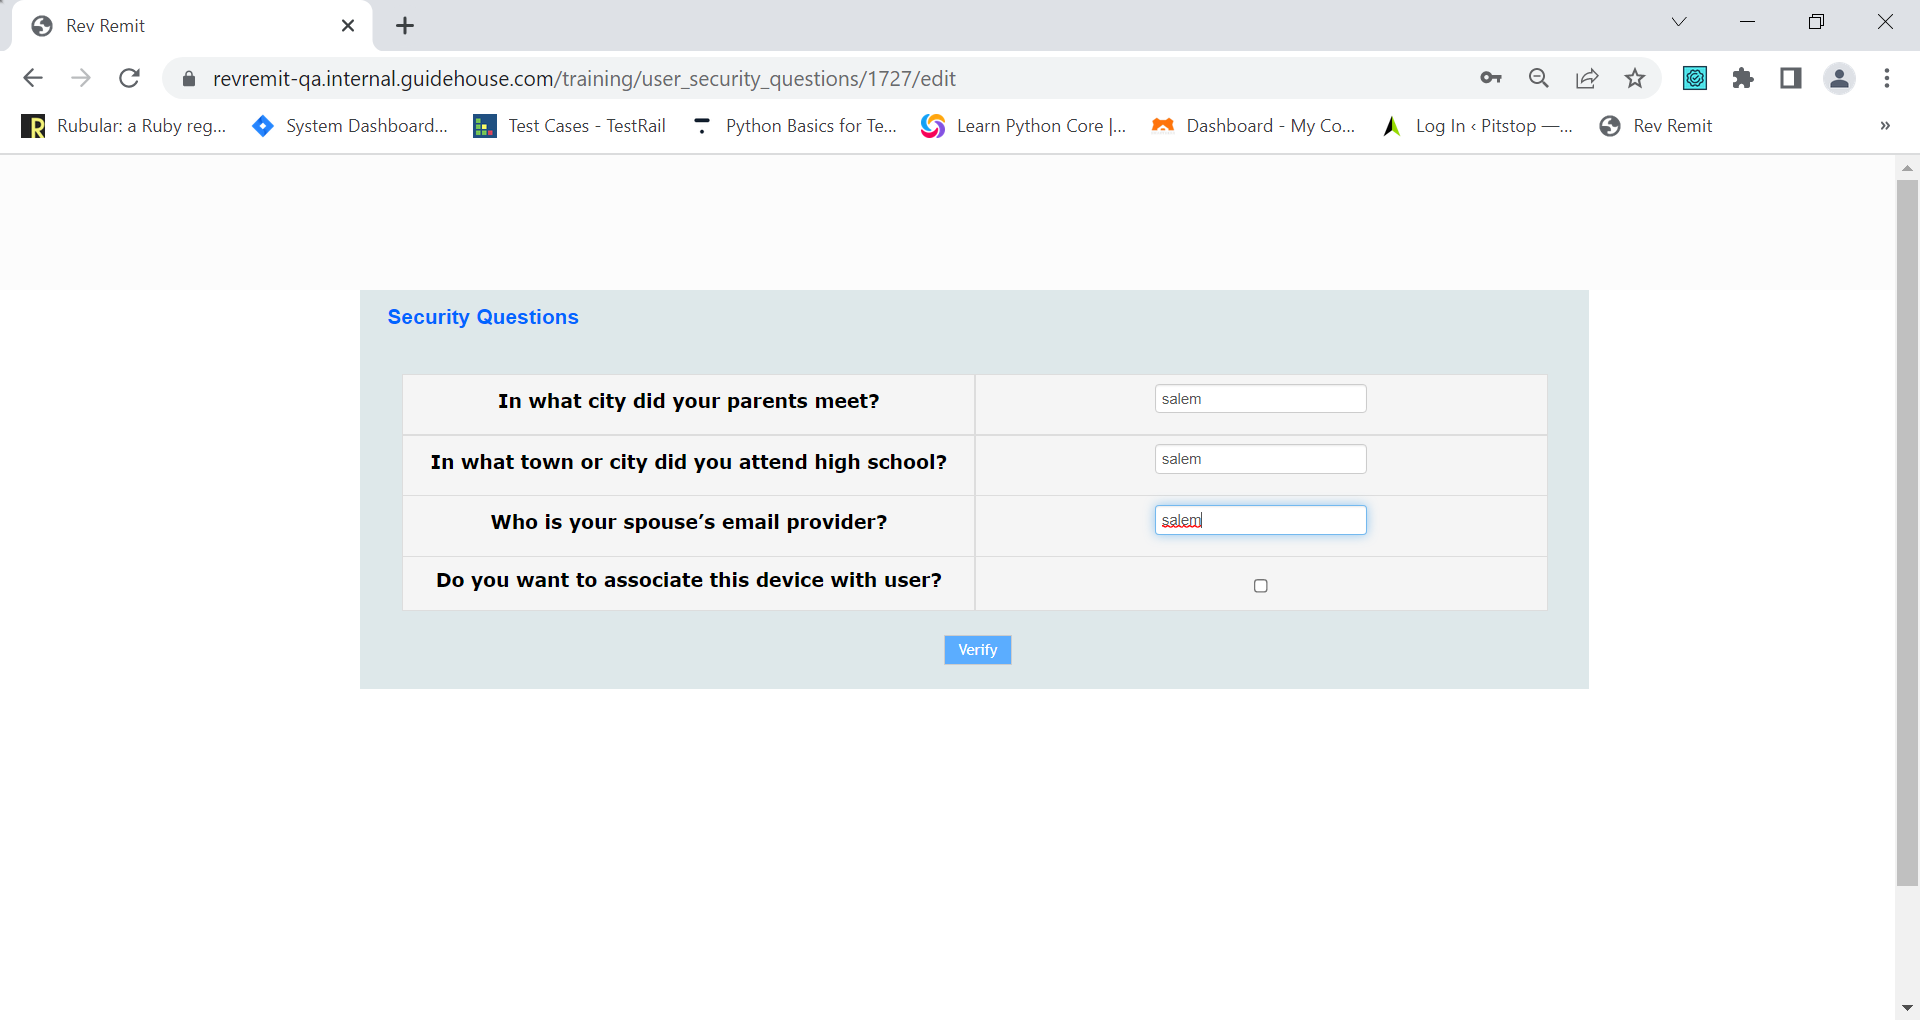 Rev Remit
revremit-qa.internal.guidehouse.com/training/user_security_questions/1727/edit
Rubular: a Ruby reg... System Dashboard... Test Cases - TestRail Python Basics for Te... Learn Python Core |... Dashboard - My Co... Log In ‹ Pitstop —... Rev Remit »
Security Questions
In what city did your parents meet? salem
In what town or city did you attend high school? salem
Who is your spouse’s email provider? salem
Do you want to associate this device with user?
Verify